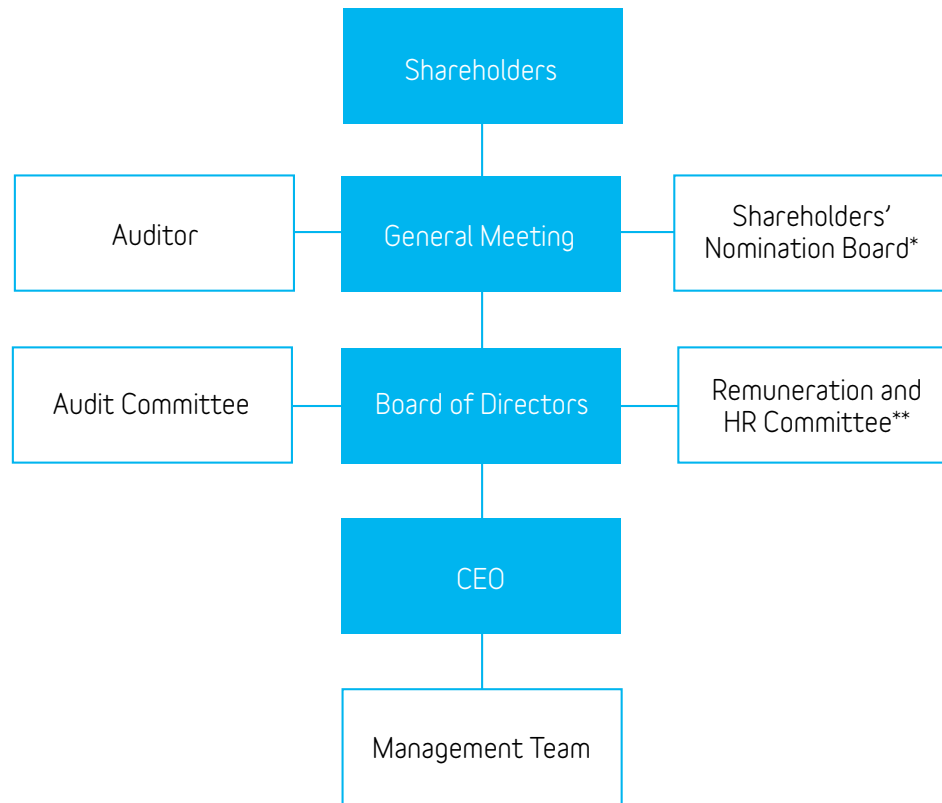 Shareholders
Auditor
General Meeting
Shareholders’
Nomination Board*
Audit Committee
Board of Directors
Remuneration and
HR Committee**
CEO
Management Team